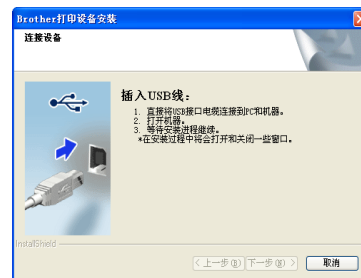 Brother打印设备安装
连接设备
插入USB线：
1. 直接将USB接口电缆连接到PC和机器。
2. 打开机器。
3. 等待安装进程继续。
*在安装过程中将会打开和关闭一些窗口。
InstallShield
< 上一步(B) 下一步(N) > 取消